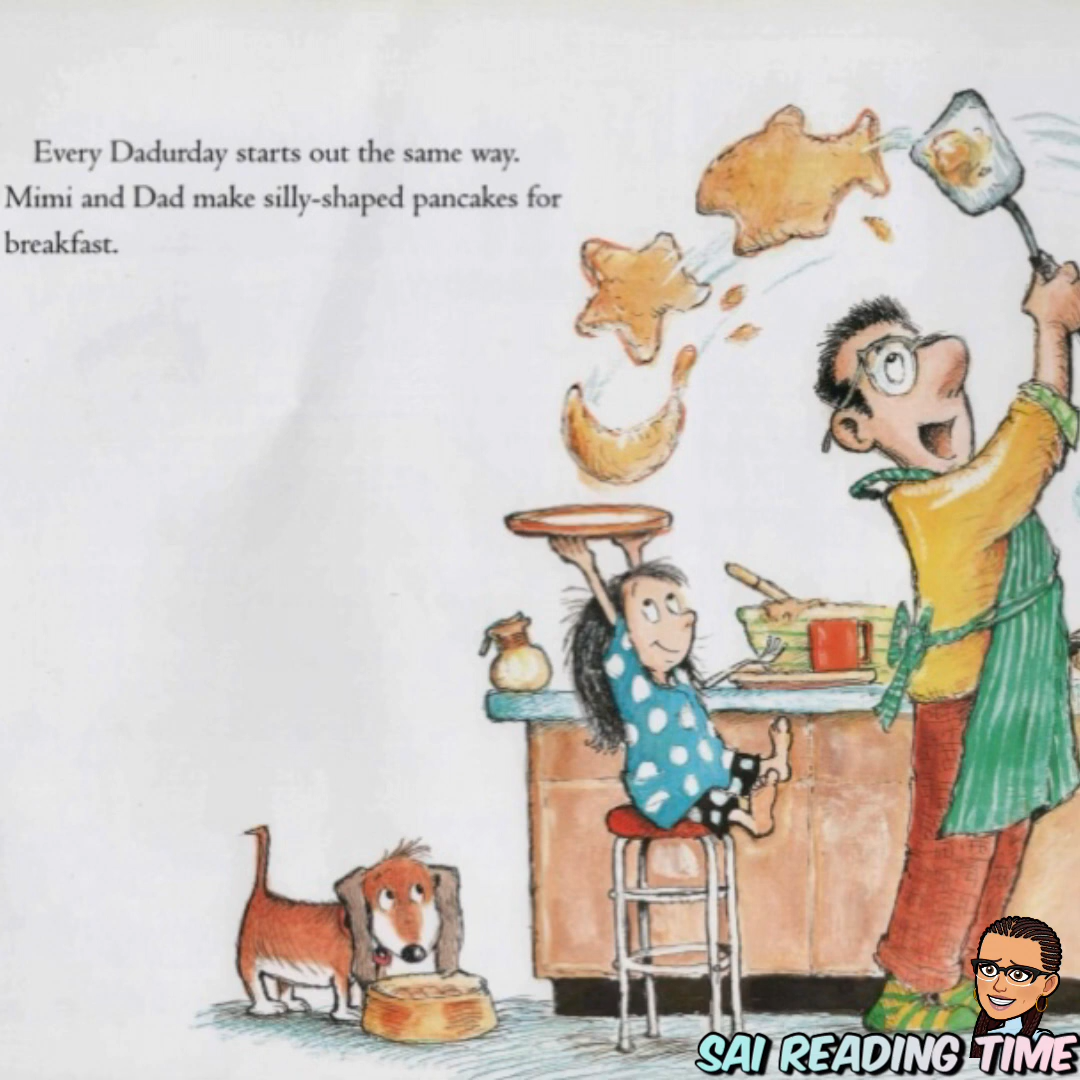 Every Dadurday starts out the same way.
Mimi and Dad make silly-shaped pancakes for
breakfast.
SAI READING TIME